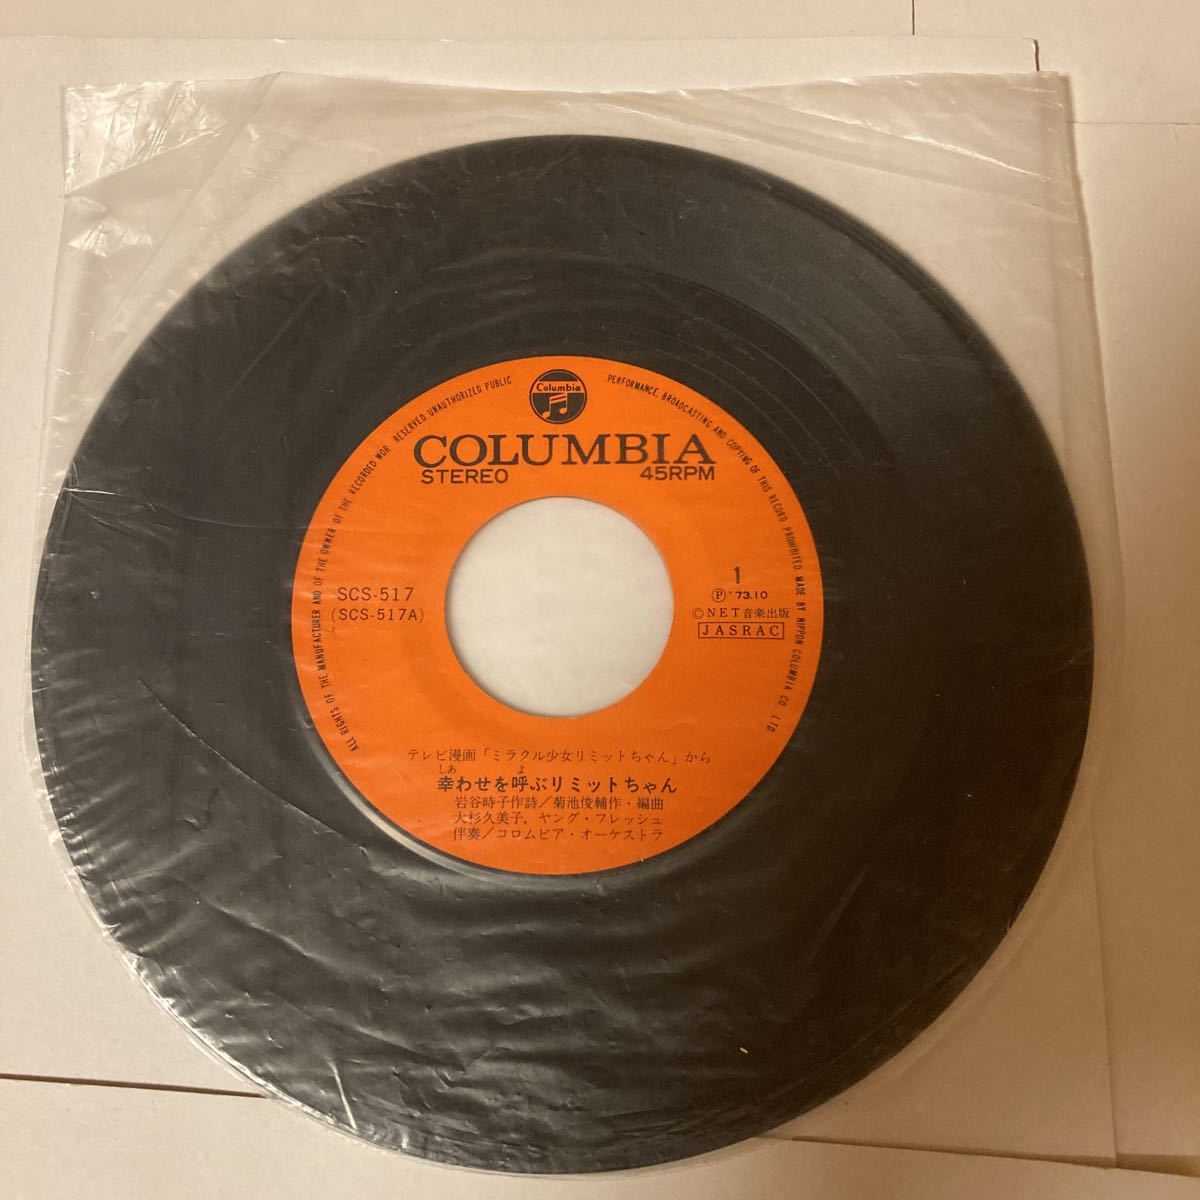 ALL RIGHTS OF THE MANUFACTURER AND OF THE OWNER OF THE RECORDED WOR. RESERVED. UNAUTHORIZED PUBLIC PERFORMANCE, BROADCASTING AND COPYING OF THIS RECORD PROHIBITED MADE BY NIPPON COLUMBIA CO., LTD.
Columbia
COLUMBIA
STEREO 45RPM
SCS-517
(SCS-517A)
1
Ⓟ'73.10
©NET音楽出版
JASRAC
テレビ漫画「ミラクル少女リミットちゃん」から
しあ よ
幸わせを呼ぶリミットちゃん
岩谷時子作詩/菊池俊輔作・編曲
大杉久美子,ヤング・フレッシュ
伴奏/コロムビア・オーケストラ